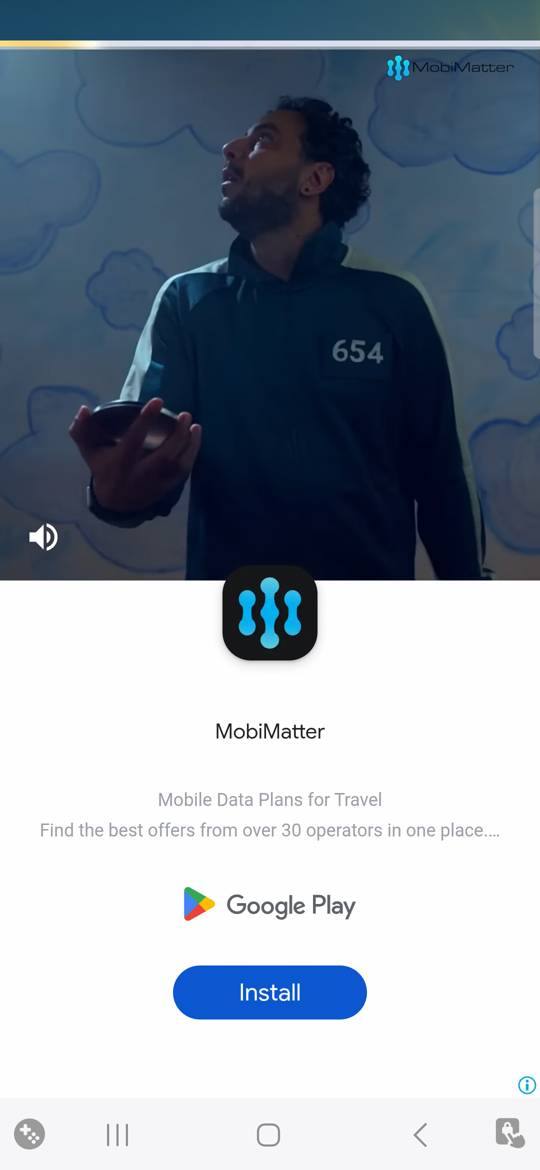 MobiMatter
654
MobiMatter
Mobile Data Plans for Travel
Find the best offers from over 30 operators in one place....
Google Play
Install